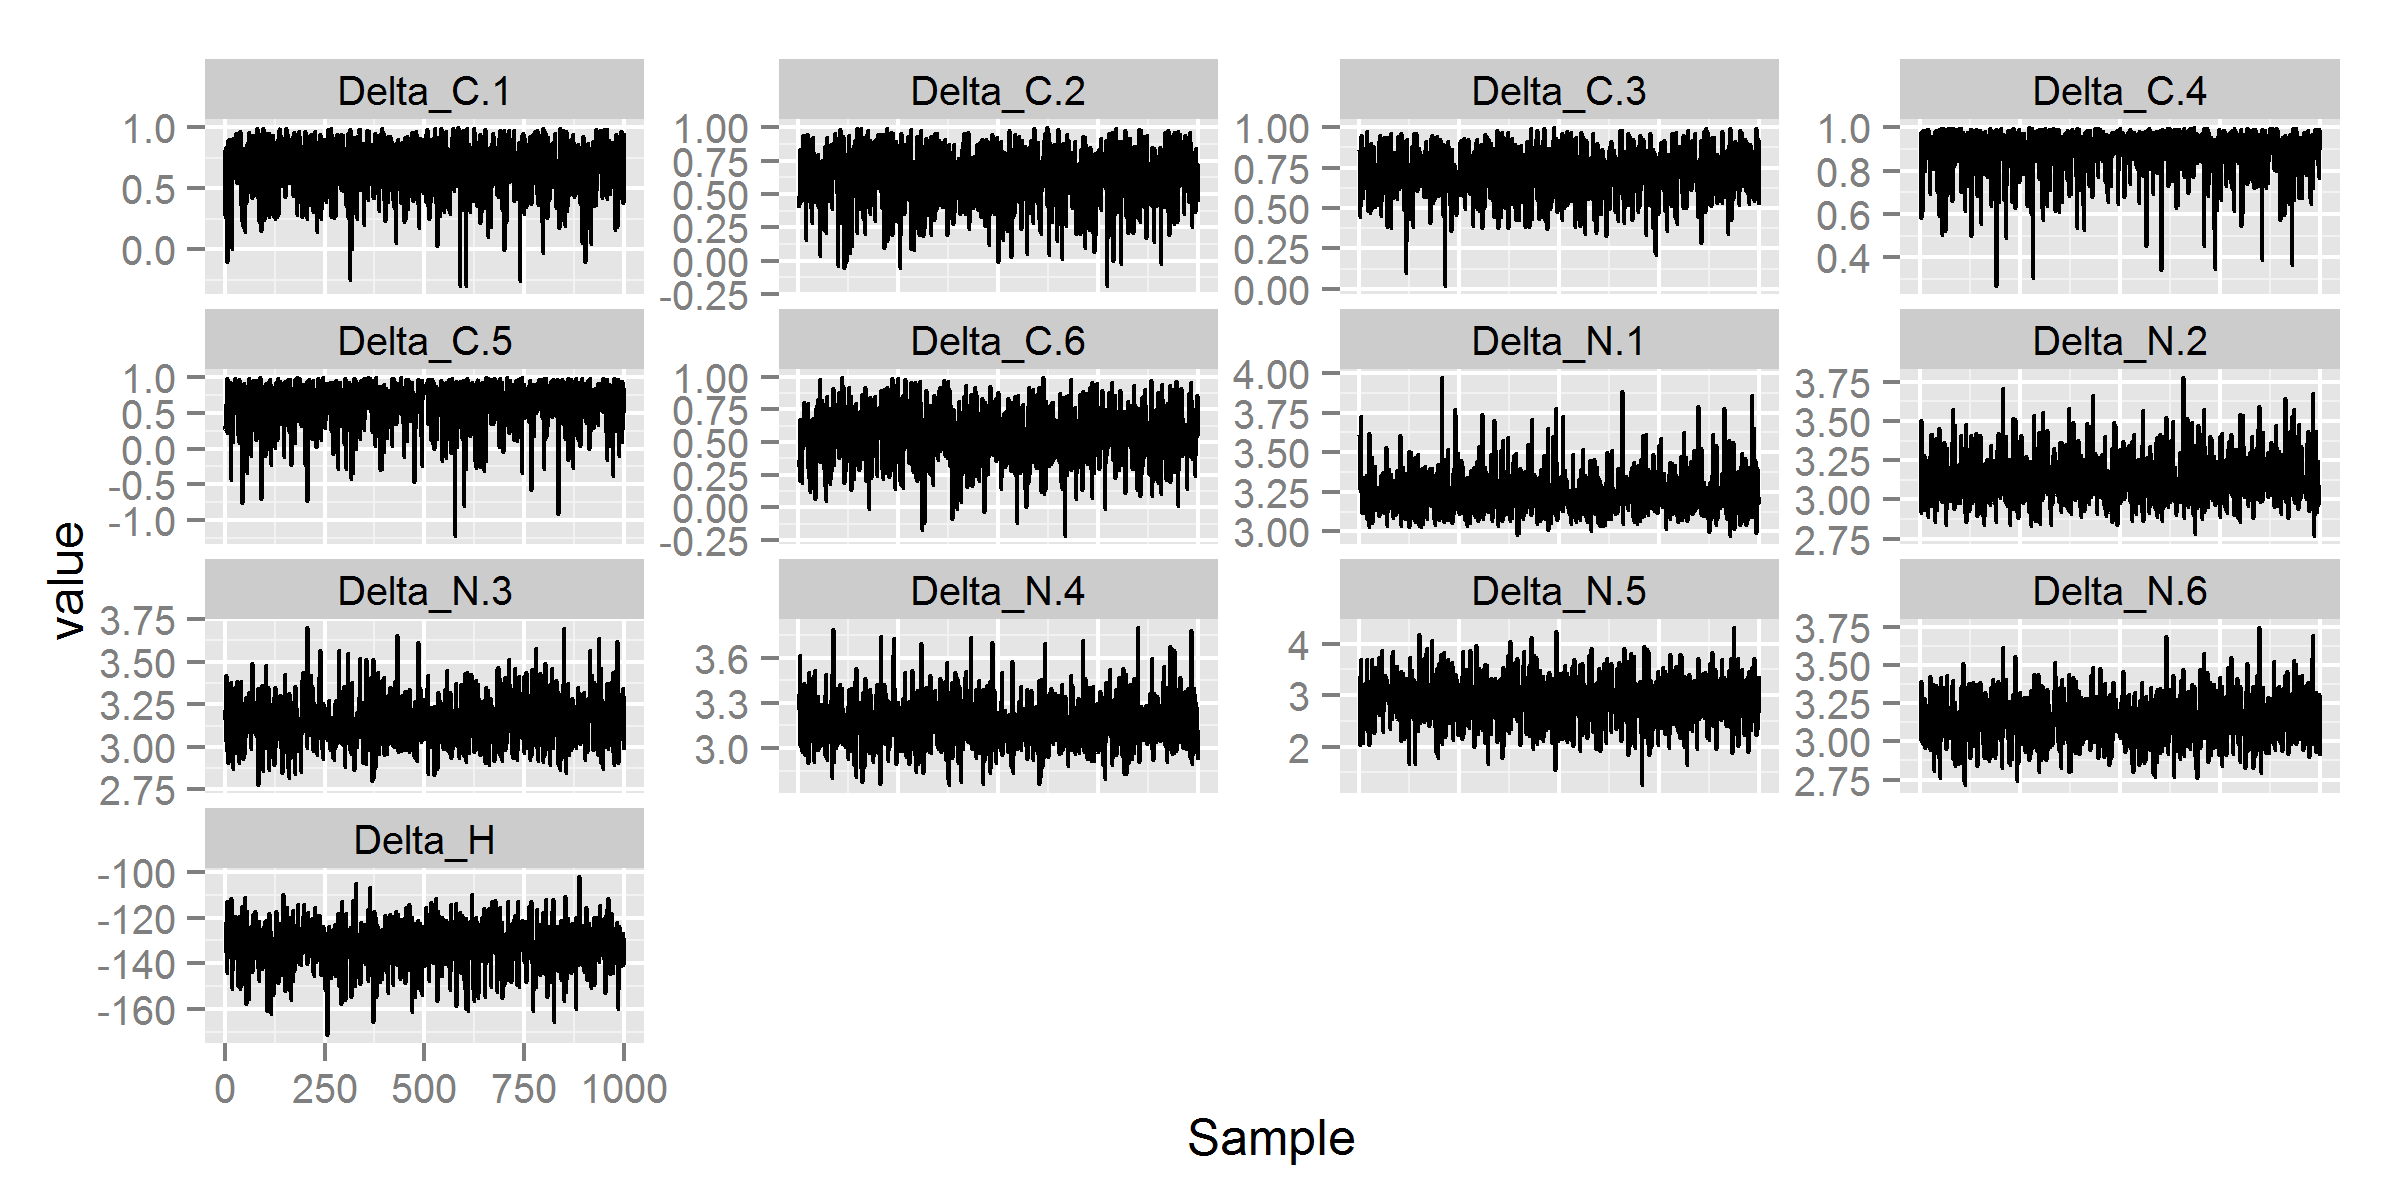 Delta_C.1 Delta_C.2 Delta_C.3 Delta_C.4
1.0 0.5 0.0
1.00 0.75 0.50 0.25 0.00 -0.25
1.00 0.75 0.50 0.25 0.00
1.0 0.8 0.6 0.4
Delta_C.5 Delta_C.6 Delta_N.1 Delta_N.2
1.0 0.5 0.0 -0.5 -1.0
1.00 0.75 0.50 0.25 0.00 -0.25
4.00 3.75 3.50 3.25 3.00
3.75 3.50 3.25 3.00 2.75
value
Delta_N.3 Delta_N.4 Delta_N.5 Delta_N.6
3.75 3.50 3.25 3.00 2.75
3.6 3.3 3.0
4 3 2
3.75 3.50 3.25 3.00 2.75
Delta_H
-100
-120
-140
-160
0 250 500 750 1000
Sample